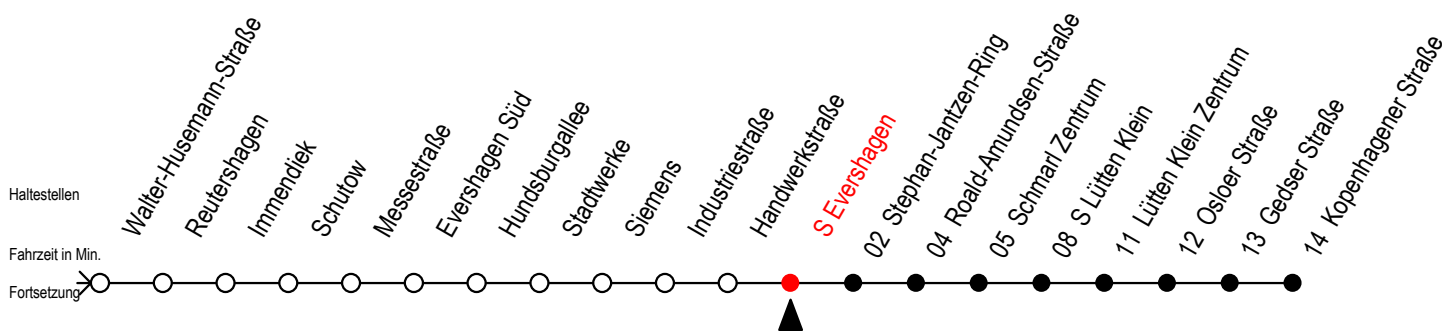 Haltestellen
Walter-Husemann-Straße
Reutershagen
Immendiek
Schutow
Messestraße
Evershagen Süd
Hundsburgallee
Stadtwerke
Siemens
Industriestraße
Handwerkstraße
S Evershagen
02 Stephan-Jantzen-Ring
04 Roald-Amundsen-Straße
05 Schmarl Zentrum
08 S Lütten Klein
11 Lütten Klein Zentrum
12 Osloer Straße
13 Gedser Straße
14 Kopenhagener Straße
Fahrzeit in Min.
Fortsetzung